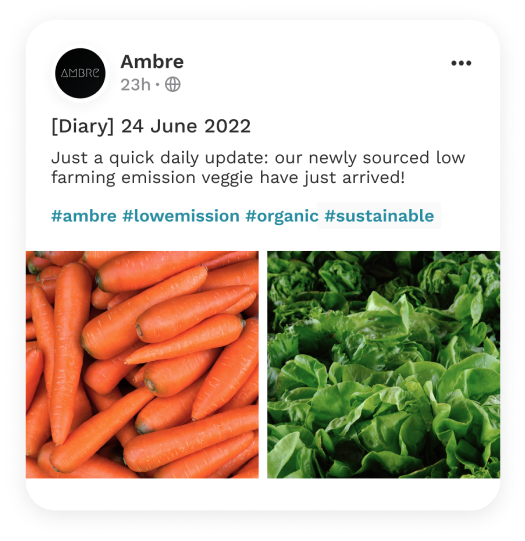 AMBRE
Ambre
23h ·
[Diary] 24 June 2022
Just a quick daily update: our newly sourced low
farming emission veggie have just arrived!
#ambre #lowemission #organic #sustainable